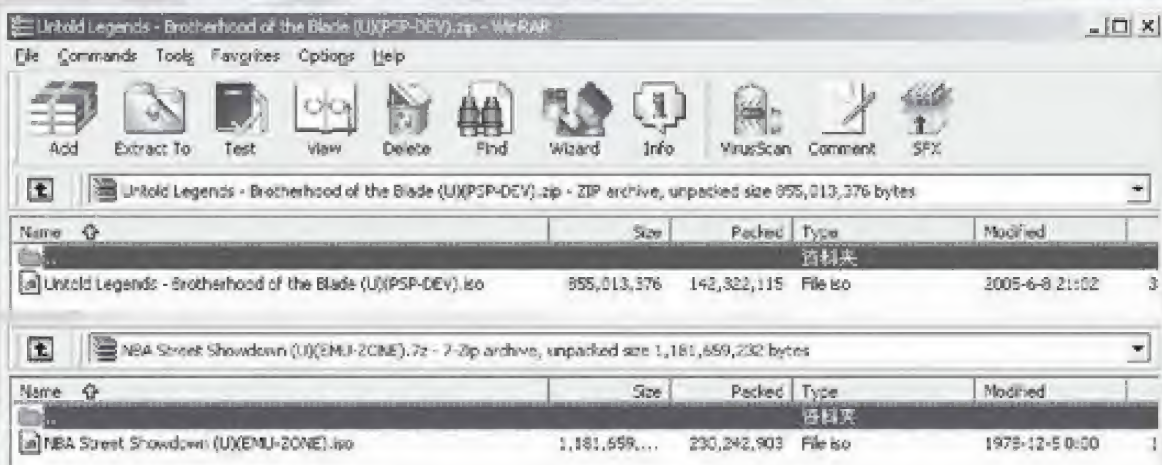 Untold Legends - Brotherhood of the Blade (U)(PSP-DEV).zip - WinRAR
File Commands Tools Favorites Options Help
Add Extract To Test View Delete Find Wizard Info VirusScan Comment SFX
Untold Legends - Brotherhood of the Blade (U)(PSP-DEV).zip - ZIP archive, unpacked size 855,013,376 bytes
Name Size Packed Type Modified
.. 資料夾
Untold Legends - Brotherhood of the Blade (U)(PSP-DEV).iso 855,013,376 142,322,115 File iso 2005-6-8 21:02 3
NBA Street Showdown (U)(EMU-ZONE).7z - 7-Zip archive, unpacked size 1,181,659,232 bytes
Name Size Packed Type Modified
.. 資料夾
NBA Street Showdown (U)(EMU-ZONE).iso 1,181,659,... 230,242,903 File iso 1975-12-5 0:00 1